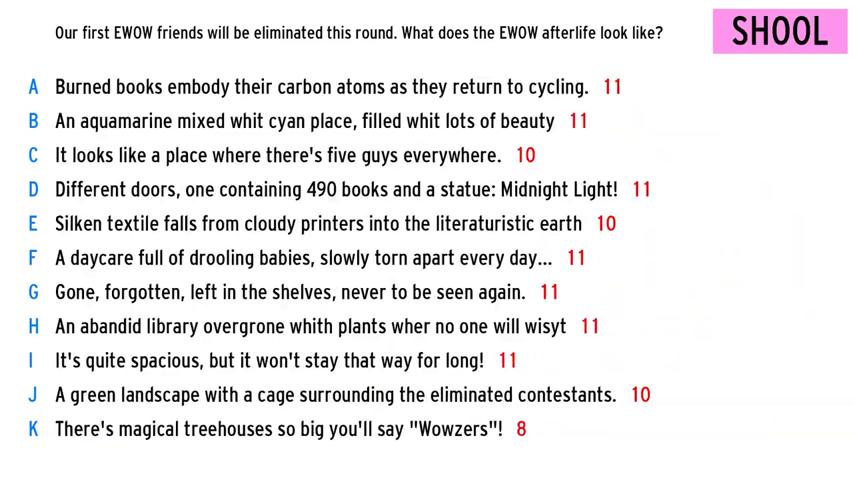 Our first EWOW friends will be eliminated this round. What does the EWOW afterlife look like?
SHOOL
A Burned books embody their carbon atoms as they return to cycling. 11
B An aquamarine mixed whit cyan place, filled whit lots of beauty 11
C It looks like a place where there's five guys everywhere. 10
D Different doors, one containing 490 books and a statue: Midnight Light! 11
E Silken textile falls from cloudy printers into the literaturistic earth 10
F A daycare full of drooling babies, slowly torn apart every day... 11
G Gone, forgotten, left in the shelves, never to be seen again. 11
H An abandid library overgrone whith plants wher no one will wisyt 11
I It's quite spacious, but it won't stay that way for long! 11
J A green landscape with a cage surrounding the eliminated contestants. 10
K There's magical treehouses so big you'll say "Wowzers"! 8